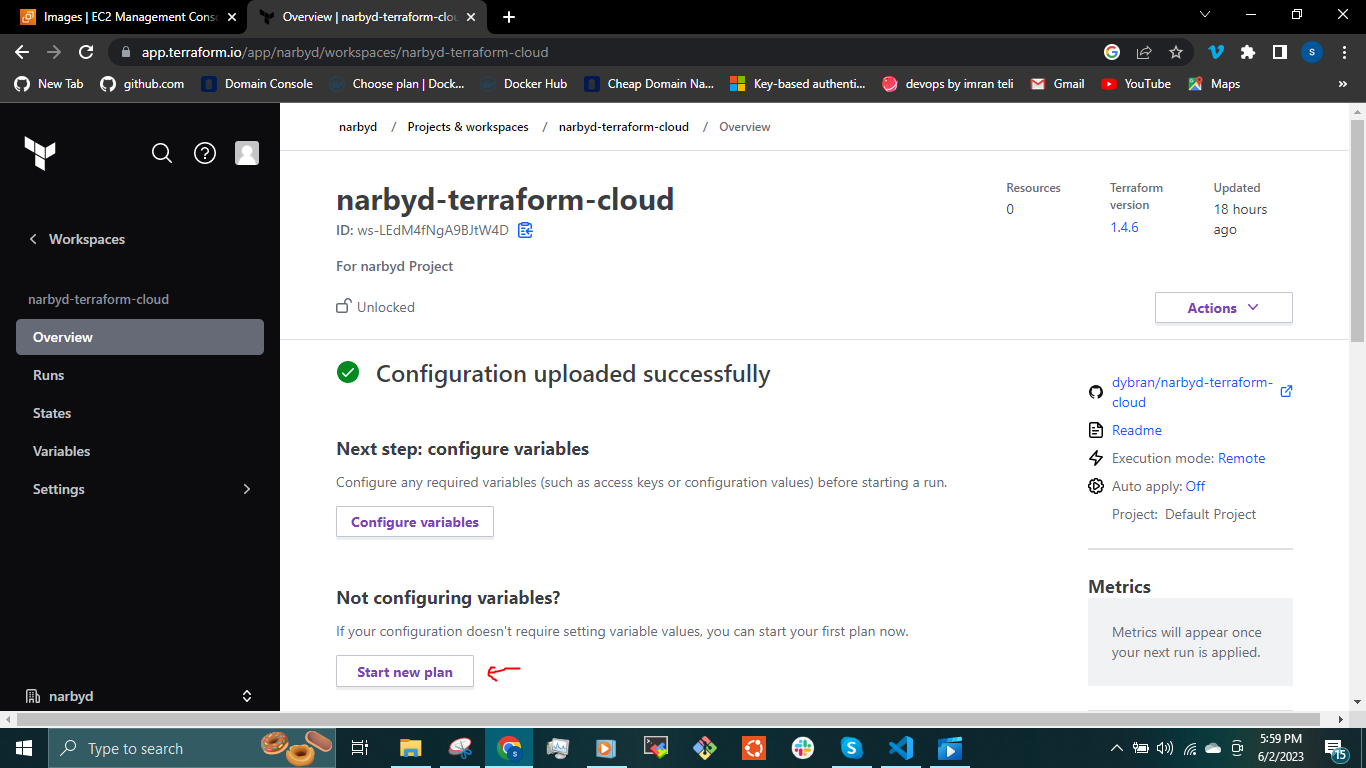 Images | EC2 Management Cons
Overview | narbyd-terraform-clou
app.terraform.io/app/narbyd/workspaces/narbyd-terraform-cloud
S
New Tab
github.com
Domain Console
Choose plan | Dock...
Docker Hub
Cheap Domain Na...
Key-based authenti...
devops by imran teli
Gmail
YouTube
Maps
»
narbyd / Projects & workspaces / narbyd-terraform-cloud / Overview
Workspaces
narbyd-terraform-cloud
Overview
Runs
States
Variables
Settings
narbyd
narbyd-terraform-cloud
ID: ws-LEdM4fNgA9BJtW4D
For narbyd Project
Unlocked
Resources
0
Terraform
version
1.4.6
Updated
18 hours
ago
Actions
Configuration uploaded successfully
Next step: configure variables
Configure any required variables (such as access keys or configuration values) before starting a run.
Configure variables
Not configuring variables?
If your configuration doesn't require setting variable values, you can start your first plan now.
Start new plan
dybran/narbyd-terraform-
cloud
Readme
Execution mode: Remote
Auto apply: Off
Project: Default Project
Metrics
Metrics will appear once
your next run is applied.
Type to search
5:59 PM
6/2/2023
15